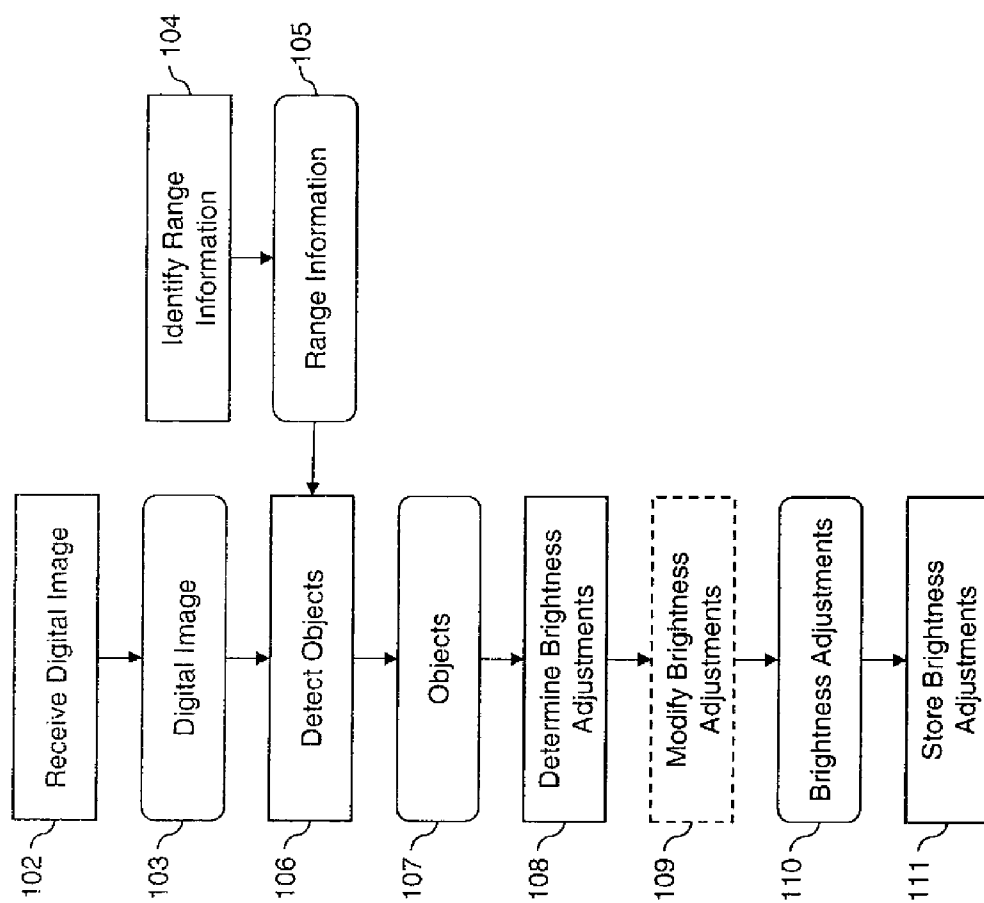 102
Receive Digital Image
103
Digital Image
104
Identify Range
Information
105
Range Information
106
Detect Objects
107
Objects
108
Determine Brightness
Adjustments
109
Modify Brightness
Adjustments
110
Brightness Adjustments
111
Store Brightness
Adjustments